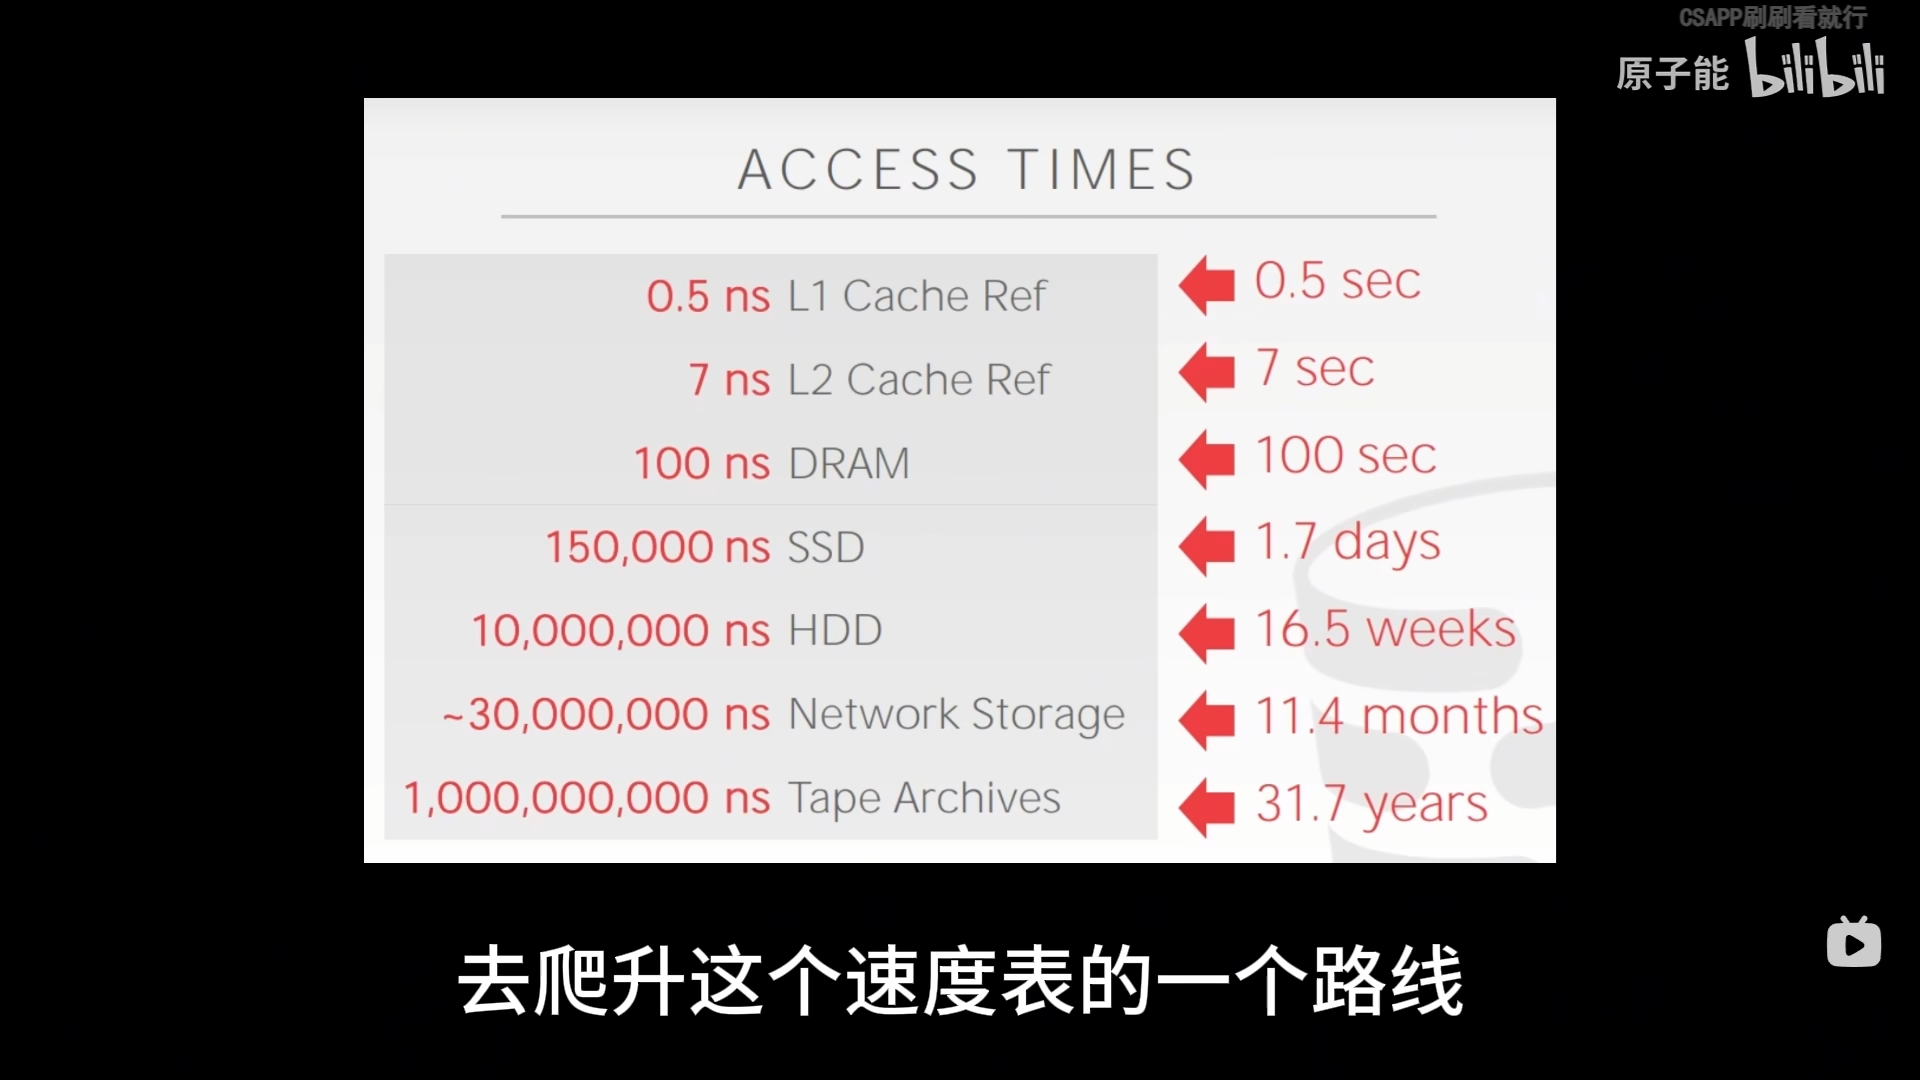 CSAPP刷刷看就行
原子能 bilibili
ACCESS TIMES
0.5 ns L1 Cache Ref 0.5 sec
7 ns L2 Cache Ref 7 sec
100 ns DRAM 100 sec
150,000 ns SSD 1.7 days
10,000,000 ns HDD 16.5 weeks
~30,000,000 ns Network Storage 11.4 months
1,000,000,000 ns Tape Archives 31.7 years
去爬升这个速度表的一个路线